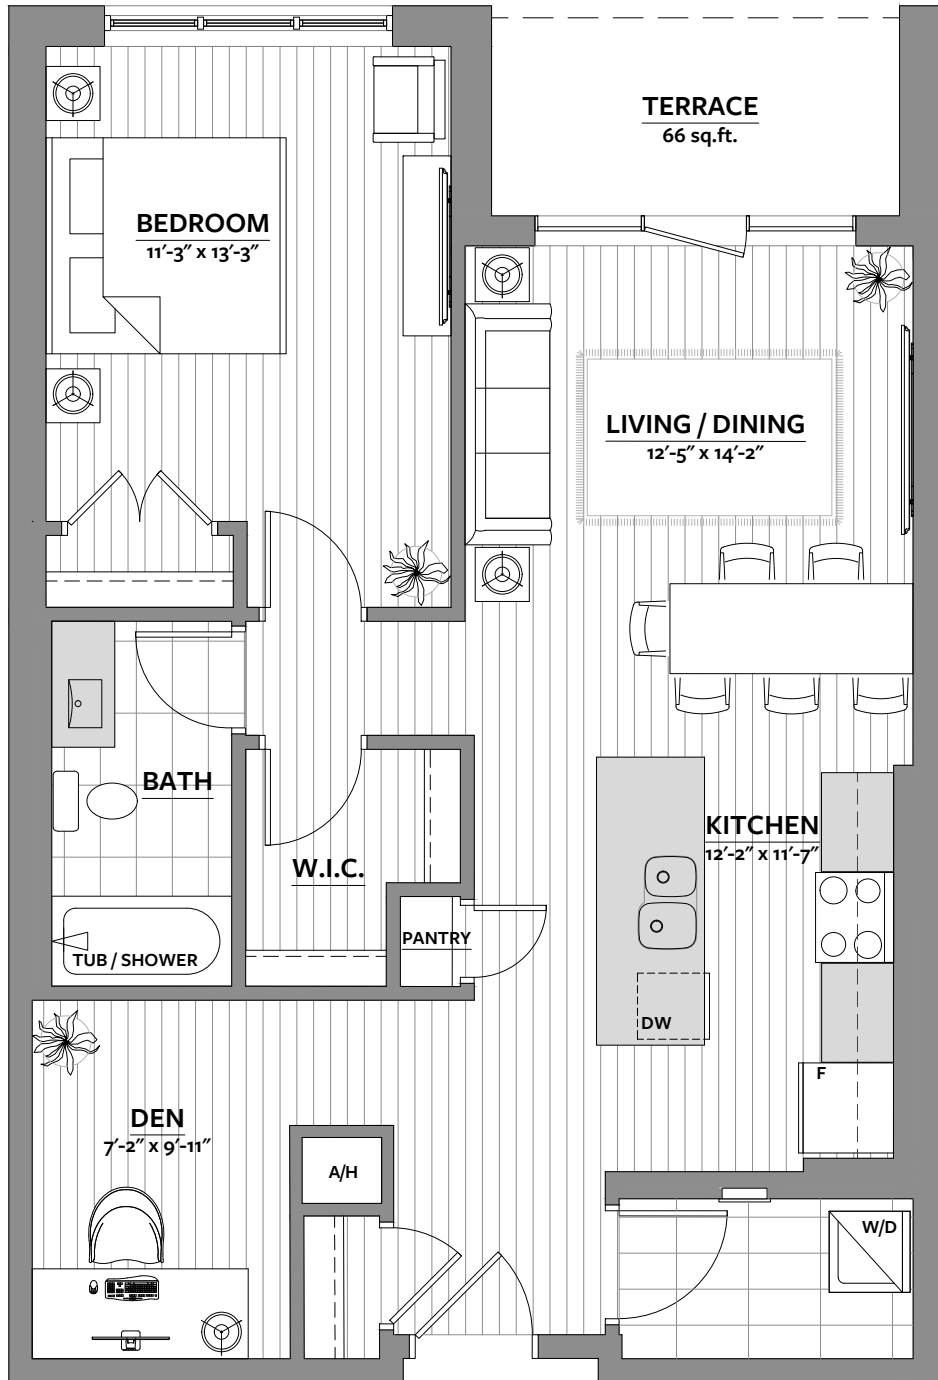 TERRACE
66 sq.ft.
BEDROOM
11'-3" x 13'-3"
LIVING / DINING
12'-5" x 14'-2"
BATH
KITCHEN
12'-2" x 11'-7"
W.I.C.
PANTRY
TUB / SHOWER
DW
F
DEN
7'-2" x 9'-11"
A/H
W/D